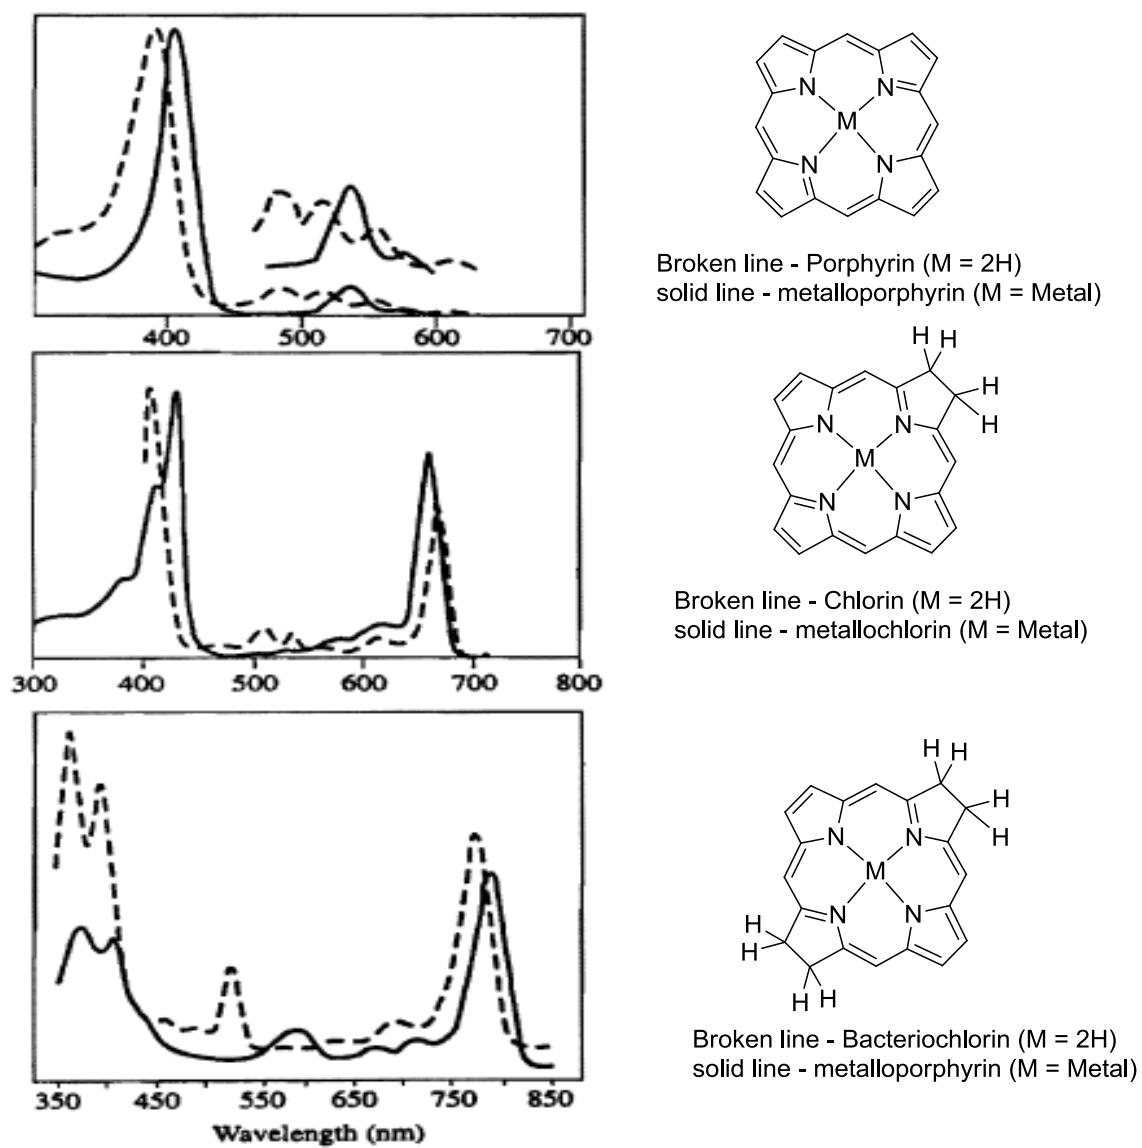 400 500 600 700
M
N N
N N
Broken line - Porphyrin (M = 2H)
solid line - metalloporphyrin (M = Metal)
300 400 500 600 700 800
H H
H
H
N N
M
N N
Broken line - Chlorin (M = 2H)
solid line - metallochlorin (M = Metal)
350 450 550 650 750 850
Wavelength (nm)
H H
H
H
N N
M
N N
H
H
H H
Broken line - Bacteriochlorin (M = 2H)
solid line - metalloporphyrin (M = Metal)